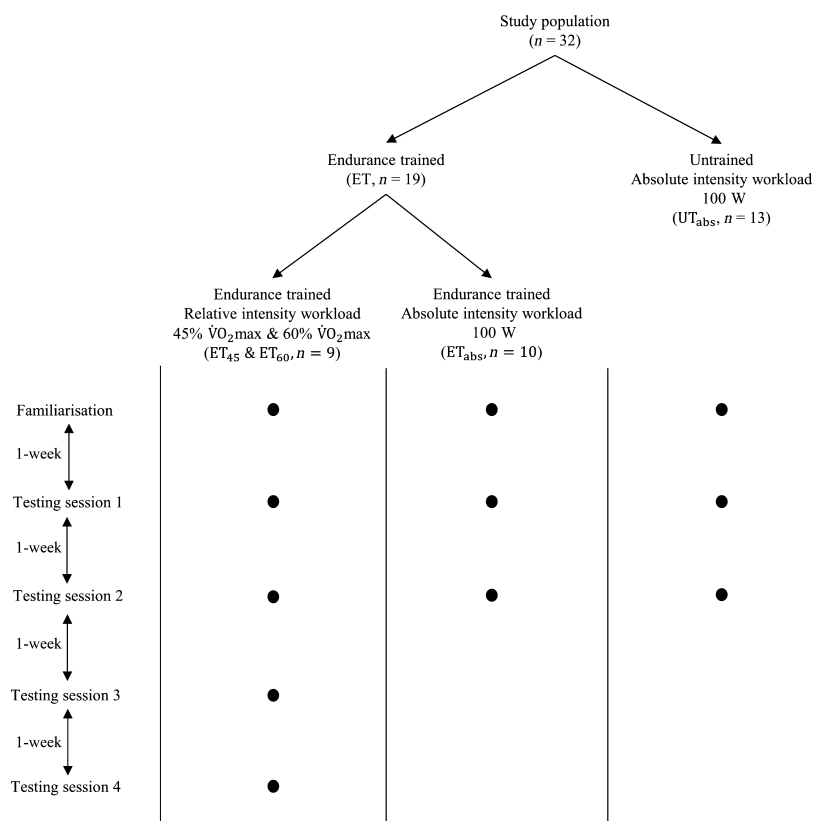 Study population
(n = 32)
Endurance trained
(ET, n = 19)
Untrained
Absolute intensity workload
100 W
(UTabs, n = 13)
Endurance trained
Relative intensity workload
45% V̇O₂max & 60% V̇O₂max
(ET₄₅ & ET₆₀, n = 9)
Endurance trained
Absolute intensity workload
100 W
(ETabs, n = 10)
Familiarisation
1-week
Testing session 1
1-week
Testing session 2
1-week
Testing session 3
1-week
Testing session 4